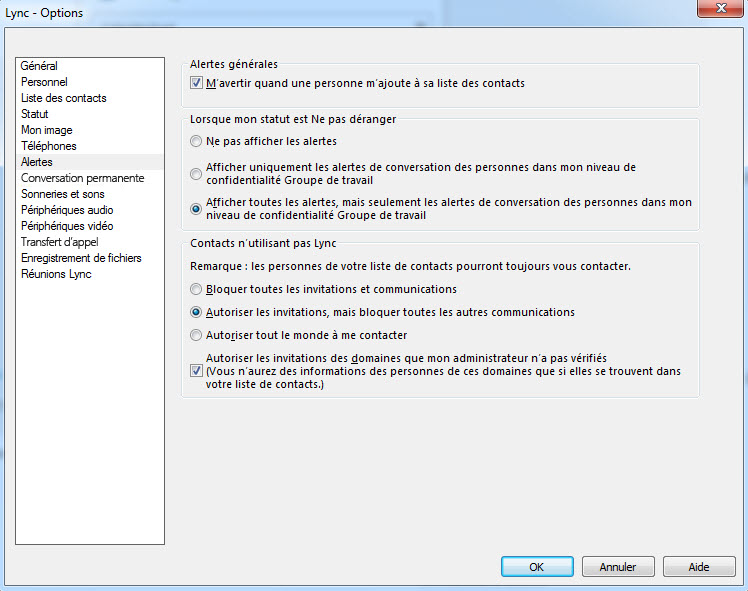 Lync - Options
Général
Personnel
Liste des contacts
Statut
Mon image
Téléphones
Alertes
Conversation permanente
Sonneries et sons
Périphériques audio
Périphériques vidéo
Transfert d'appel
Enregistrement de fichiers
Réunions Lync
Alertes générales
M'avertir quand une personne m'ajoute à sa liste des contacts
Lorsque mon statut est Ne pas déranger
Ne pas afficher les alertes
Afficher uniquement les alertes de conversation des personnes dans mon niveau de
confidentialité Groupe de travail
Afficher toutes les alertes, mais seulement les alertes de conversation des personnes dans mon
niveau de confidentialité Groupe de travail
Contacts n'utilisant pas Lync
Remarque : les personnes de votre liste de contacts pourront toujours vous contacter.
Bloquer toutes les invitations et communications
Autoriser les invitations, mais bloquer toutes les autres communications
Autoriser tout le monde à me contacter
Autoriser les invitations des domaines que mon administrateur n'a pas vérifiés
(Vous n'aurez des informations des personnes de ces domaines que si elles se trouvent dans
votre liste de contacts.)
OK
Annuler
Aide